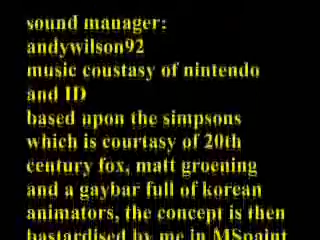 sound manager:
andywilson92
music coustasy of nintendo
and ID
based upon the simpsons
which is courtasy of 20th
century fox, matt groening
and a gaybar full of korean
animators, the concept is then
bastardised by me in MSpaint